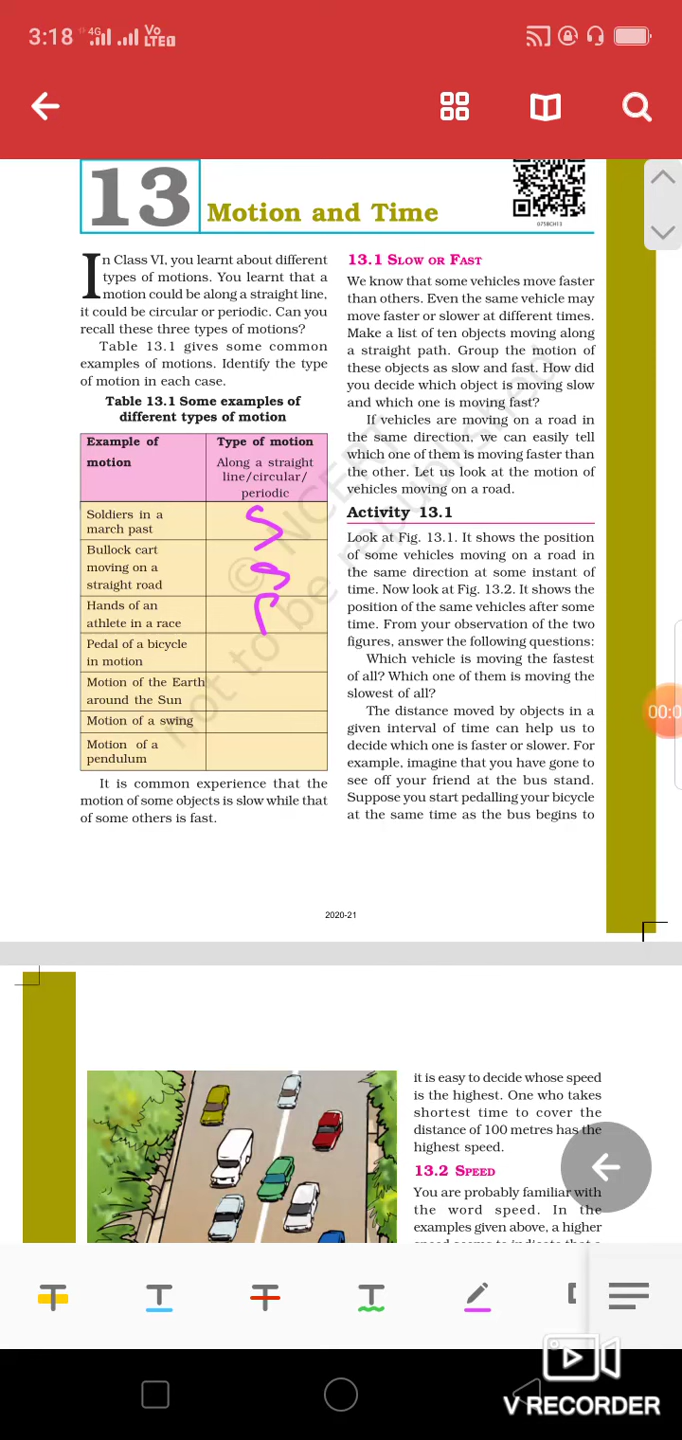 3:18 4G Vo LTE1
13 Motion and Time
0758CH13
In Class VI, you learnt about different
types of motions. You learnt that a
motion could be along a straight line,
it could be circular or periodic. Can you
recall these three types of motions?
Table 13.1 gives some common
examples of motions. Identify the type
of motion in each case.
Table 13.1 Some examples of
different types of motion
Example of motion
Type of motion
Along a straight
line/circular/
periodic
Soldiers in a
march past
Bullock cart
moving on a
straight road
Hands of an
athlete in a race
Pedal of a bicycle
in motion
Motion of the Earth
around the Sun
Motion of a swing
Motion of a
pendulum
It is common experience that the
motion of some objects is slow while that
of some others is fast.
13.1 SLOW OR FAST
We know that some vehicles move faster
than others. Even the same vehicle may
move faster or slower at different times.
Make a list of ten objects moving along
a straight path. Group the motion of
these objects as slow and fast. How did
you decide which object is moving slow
and which one is moving fast?
If vehicles are moving on a road in
the same direction, we can easily tell
which one of them is moving faster than
the other. Let us look at the motion of
vehicles moving on a road.
Activity 13.1
Look at Fig. 13.1. It shows the position
of some vehicles moving on a road in
the same direction at some instant of
time. Now look at Fig. 13.2. It shows the
position of the same vehicles after some
time. From your observation of the two
figures, answer the following questions:
Which vehicle is moving the fastest
of all? Which one of them is moving the
slowest of all?
The distance moved by objects in a
given interval of time can help us to
decide which one is faster or slower. For
example, imagine that you have gone to
see off your friend at the bus stand.
Suppose you start pedalling your bicycle
at the same time as the bus begins to
© NCERT
not to be republished
00:0
2020-21
it is easy to decide whose speed
is the highest. One who takes
shortest time to cover the
distance of 100 metres has the
highest speed.
13.2 SPEED
You are probably familiar with
the word speed. In the
examples given above, a higher
V RECORDER